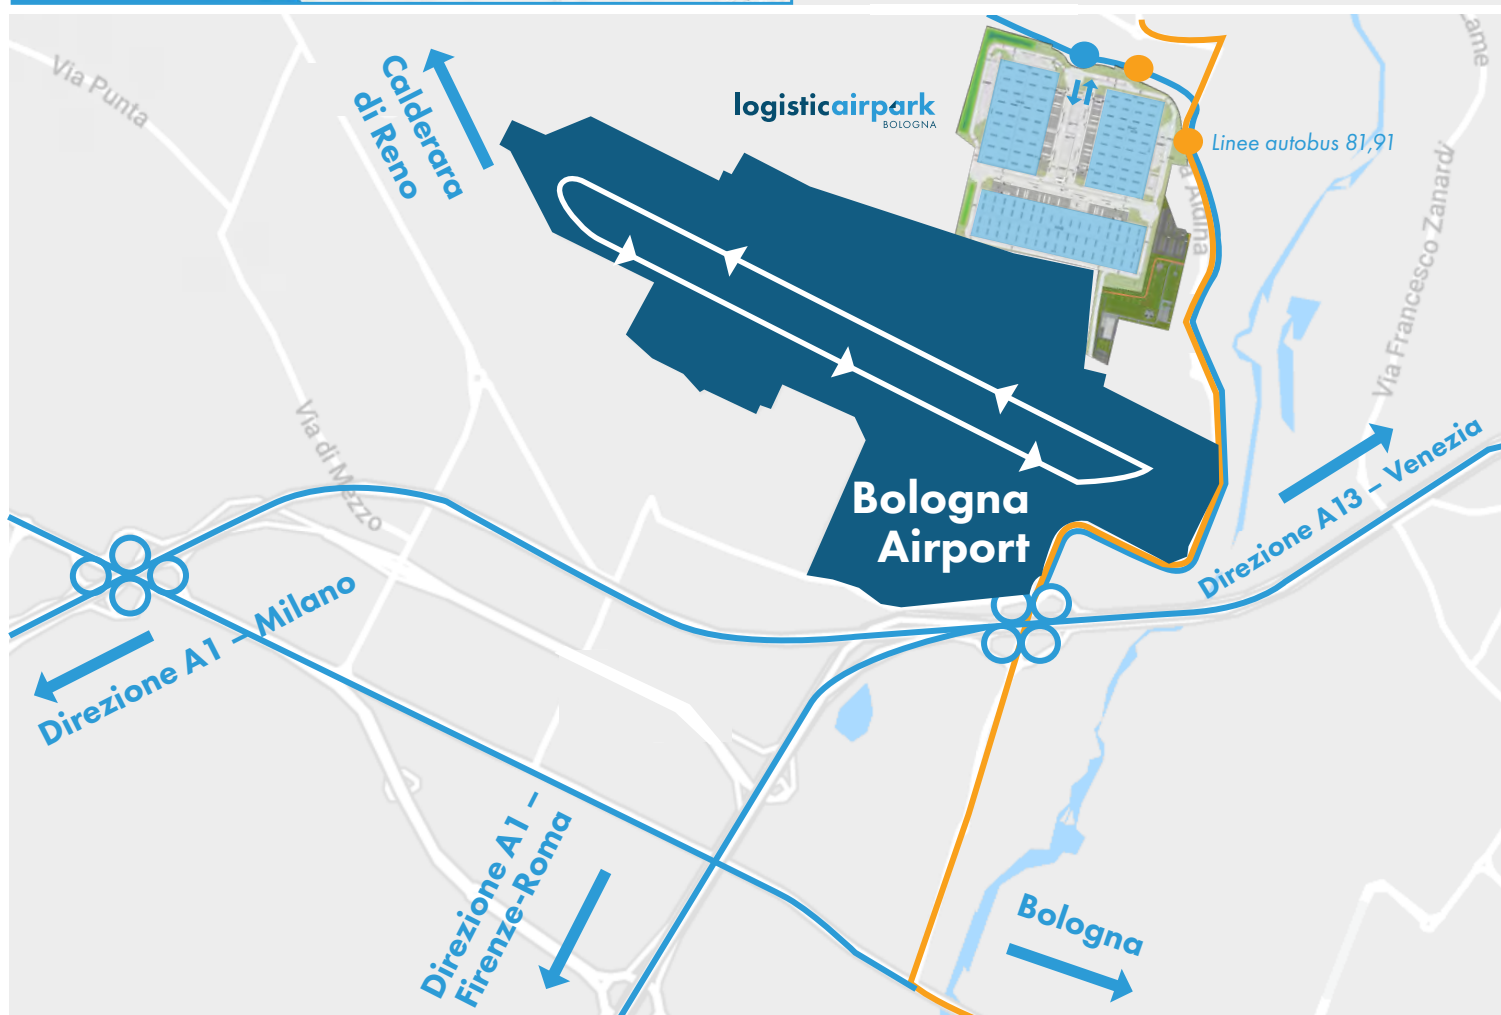 Via Punta
Calderara
di Reno
logisticairpark
BOLOGNA
Linee autobus 81,91
Aldina
Via Francesco Zanardi
Via di Mezzo
Bologna
Airport
Direzione A13 – Venezia
Direzione A1 – Milano
Direzione A1 –
Firenze-Roma
Bologna